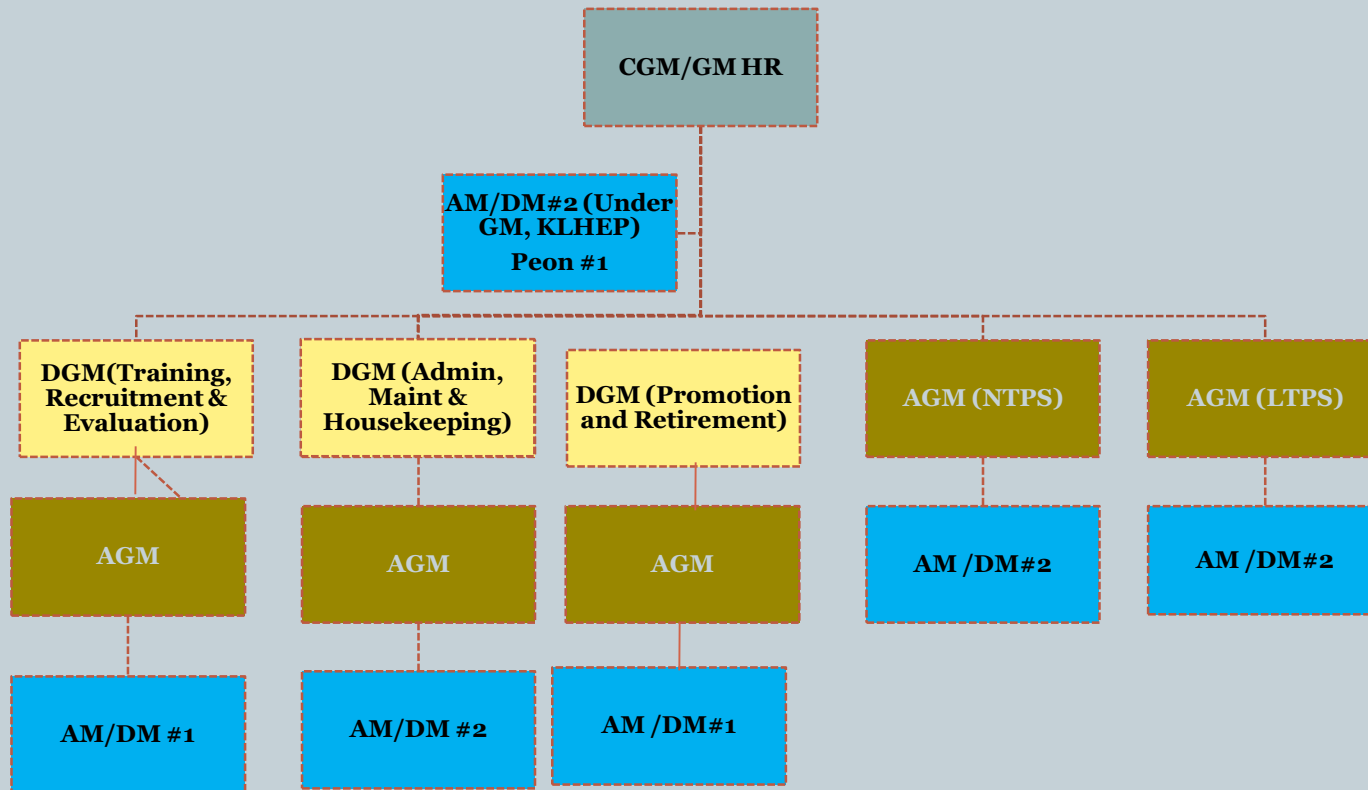 CGM/GM HR
AM/DM#2 (Under
GM, KLHEP)
Peon #1
DGM(Training,
Recruitment &
Evaluation)
DGM (Admin,
Maint &
Housekeeping)
DGM (Promotion
and Retirement)
AGM (NTPS)
AGM (LTPS)
AGM
AGM
AGM
AM /DM#2
AM /DM#2
AM/DM #1
AM/DM #2
AM /DM#1